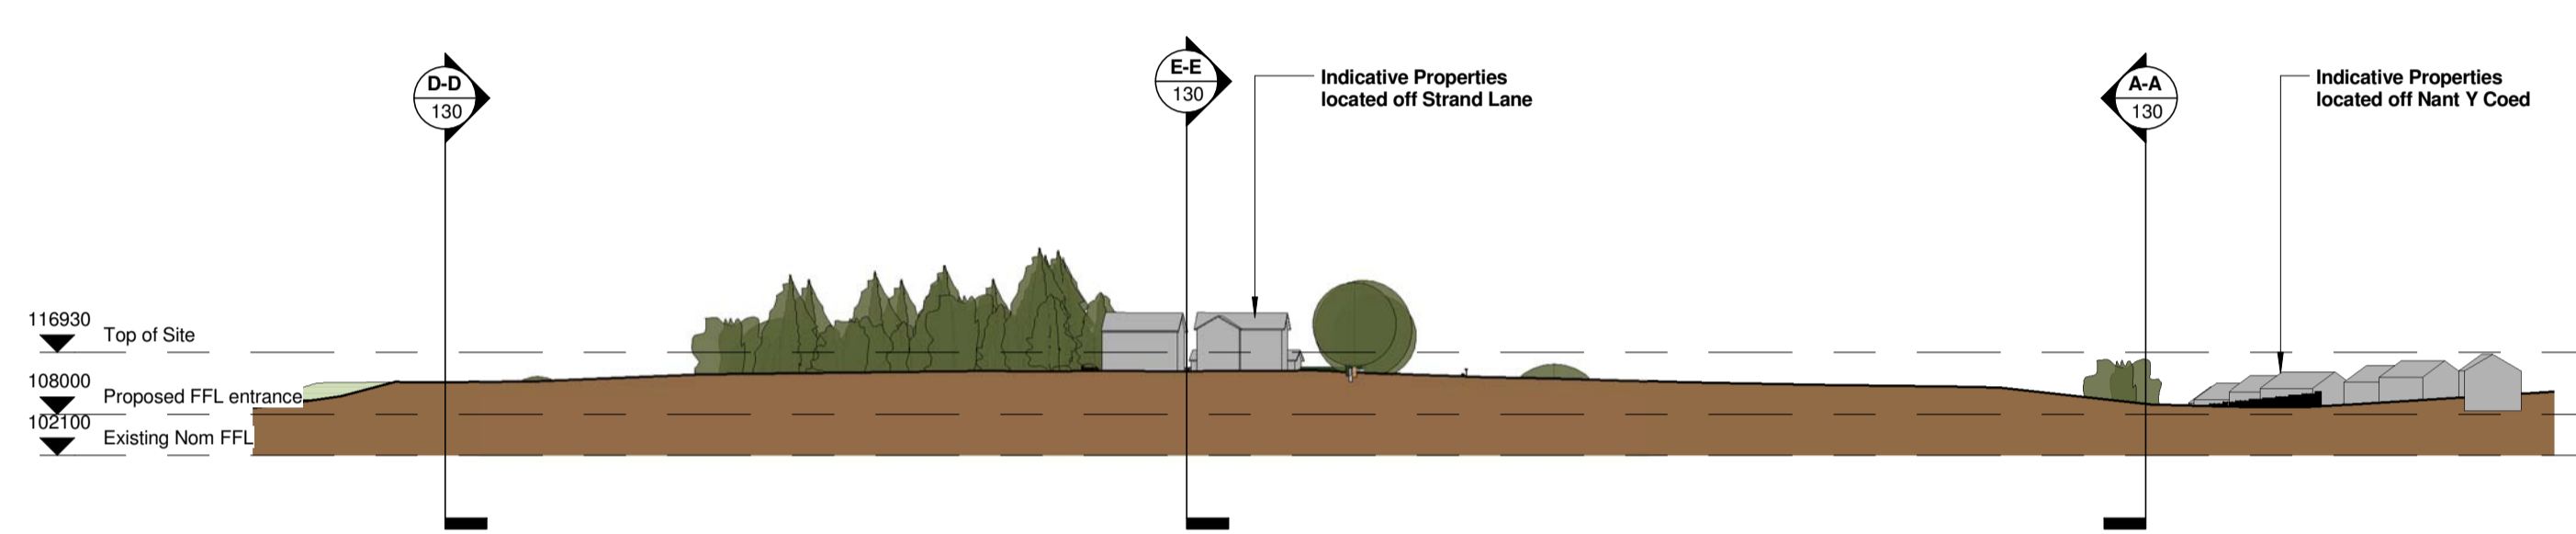 D-D
130
E-E
130
Indicative Properties
located off Strand Lane
A-A
130
Indicative Properties
located off Nant Y Coed
116930
Top of Site
108000
Proposed FFL entrance
102100
Existing Nom FFL